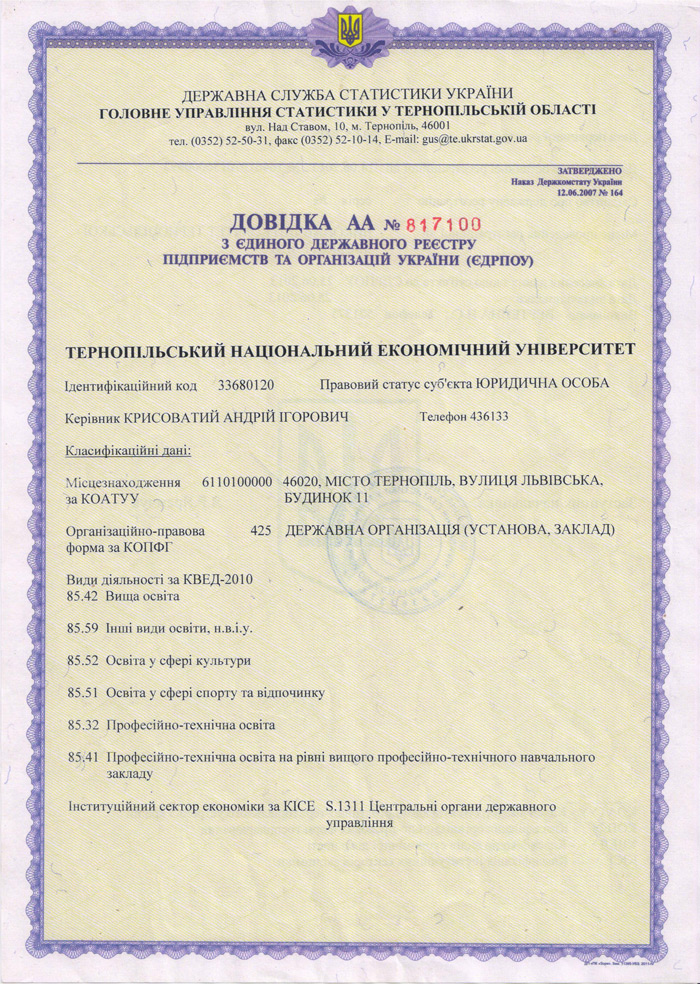 ДЕРЖАВНА СЛУЖБА СТАТИСТИКИ УКРАЇНИ
ГОЛОВНЕ УПРАВЛІННЯ СТАТИСТИКИ У ТЕРНОПІЛЬСЬКІЙ ОБЛАСТІ
вул. Над Ставом, 10, м. Тернопіль, 46001
тел. (0352) 52-50-31, факс (0352) 52-10-14, E-mail: gus@te.ukrstat.gov.ua
ЗАТВЕРДЖЕНО
Наказ Держкомстату України
12.06.2007 № 164
ДОВІДКА АА № 817100
З ЄДИНОГО ДЕРЖАВНОГО РЕЄСТРУ
ПІДПРИЄМСТВ ТА ОРГАНІЗАЦІЙ УКРАЇНИ (ЄДРПОУ)
ТЕРНОПІЛЬСЬКИЙ НАЦІОНАЛЬНИЙ ЕКОНОМІЧНИЙ УНІВЕРСИТЕТ
Ідентифікаційний код 33680120 Правовий статус суб'єкта ЮРИДИЧНА ОСОБА
Керівник КРИСОВАТИЙ АНДРІЙ ІГОРОВИЧ Телефон 436133
Класифікаційні дані:
Місцезнаходження 6110100000 46020, МІСТО ТЕРНОПІЛЬ, ВУЛИЦЯ ЛЬВІВСЬКА,
за КОАТУУ БУДИНОК 11
Організаційно-правова 425 ДЕРЖАВНА ОРГАНІЗАЦІЯ (УСТАНОВА, ЗАКЛАД)
форма за КОПФГ
Види діяльності за КВЕД-2010
85.42 Вища освіта
85.59 Інші види освіти, н.в.і.у.
85.52 Освіта у сфері культури
85.51 Освіта у сфері спорту та відпочинку
85.32 Професійно-технічна освіта
85.41 Професійно-технічна освіта на рівні вищого професійно-технічного навчального
закладу
Інституційний сектор економіки за КІСЕ S.1311 Центральні органи державного
управління